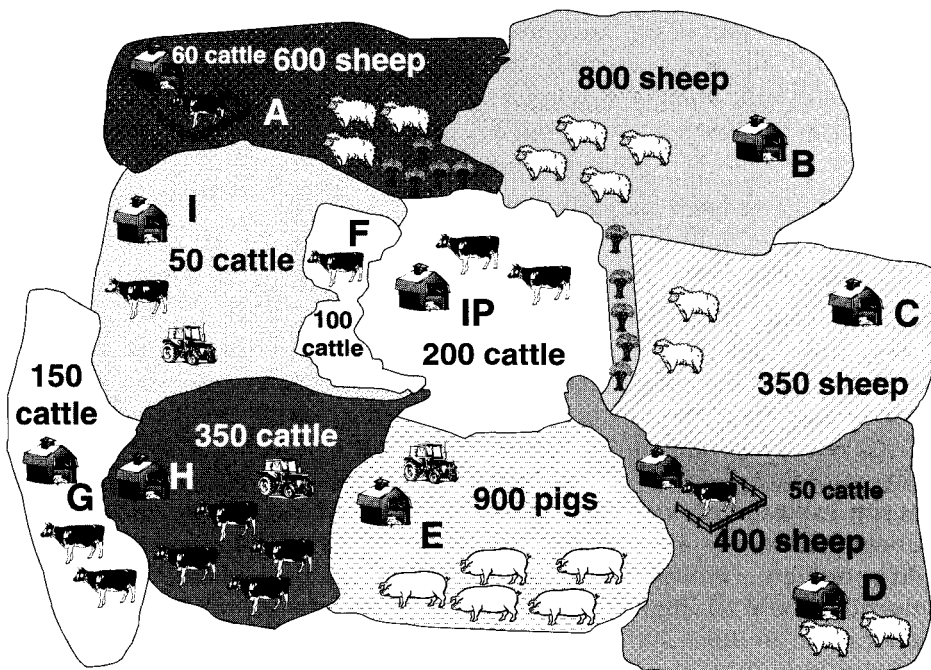 60 cattle 600 sheep
A
800 sheep
B
I
50 cattle
F
100
cattle
IP
200 cattle
C
350 sheep
150
cattle
G
350 cattle
H
900 pigs
E
50 cattle
400 sheep
D